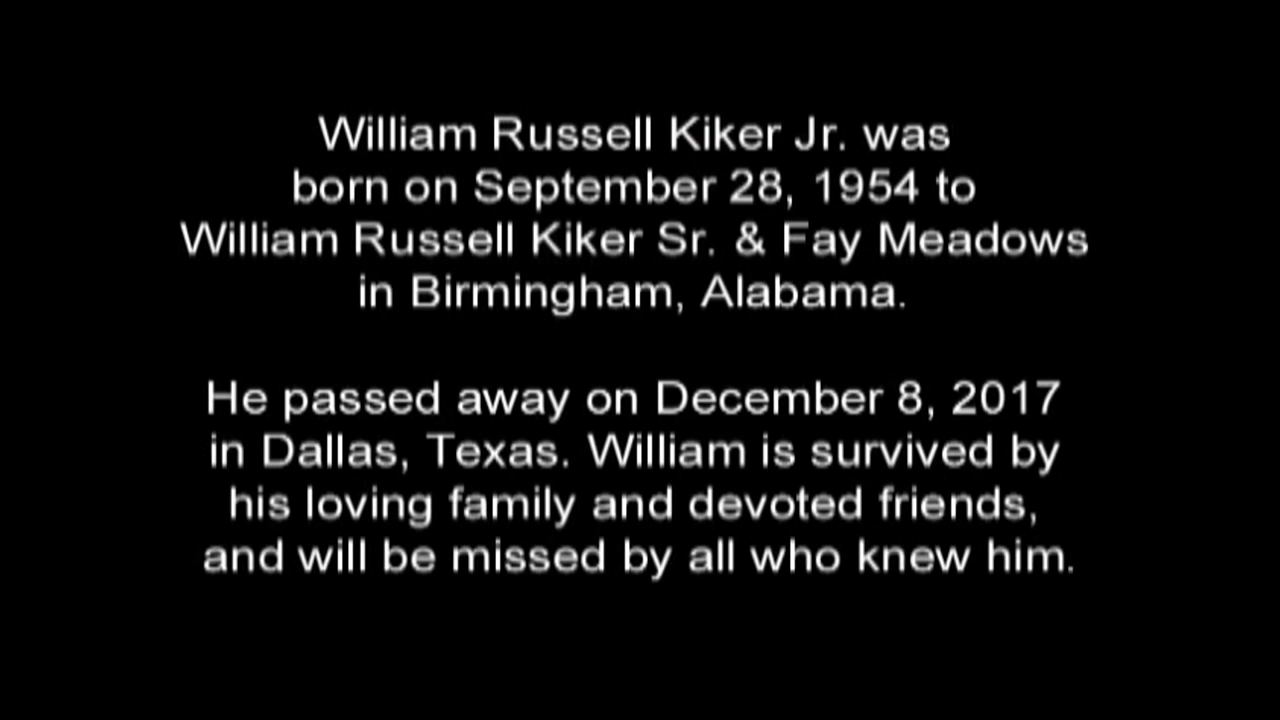 William Russell Kiker Jr. was
born on September 28, 1954 to
William Russell Kiker Sr. & Fay Meadows
in Birmingham, Alabama.
He passed away on December 8, 2017
in Dallas, Texas. William is survived by
his loving family and devoted friends,
and will be missed by all who knew him.